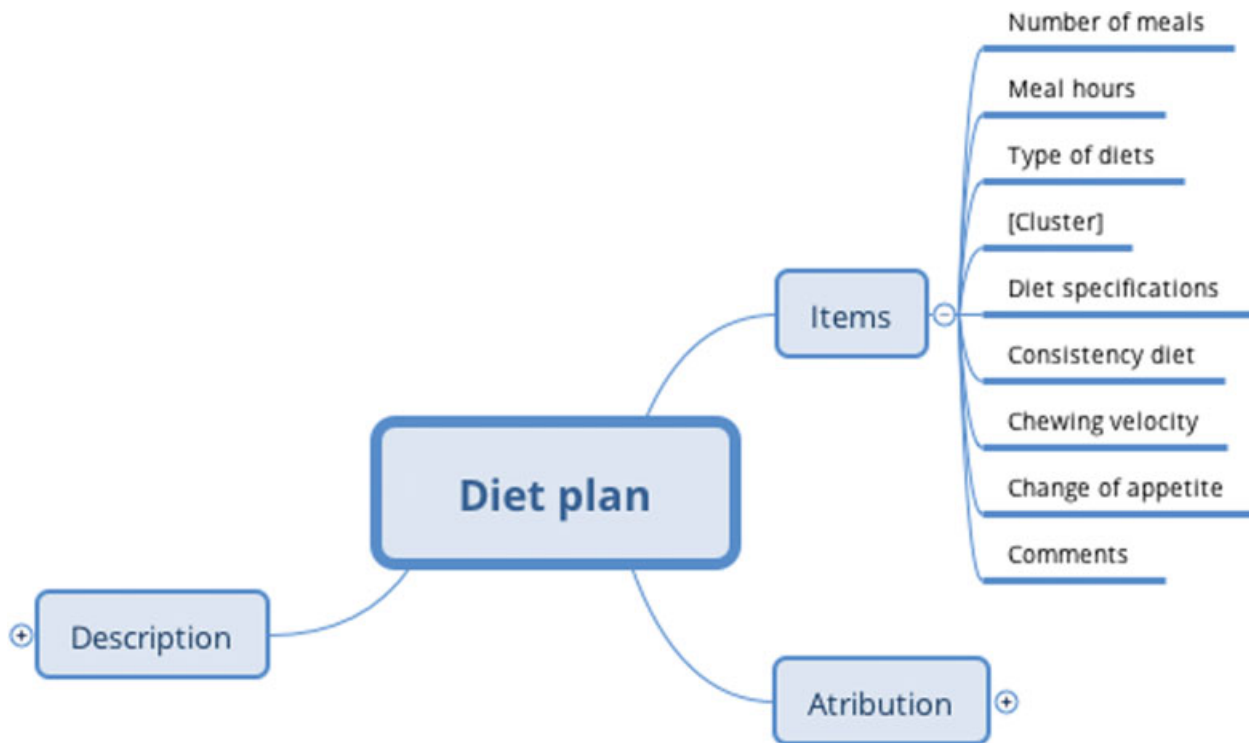 Number of meals
Meal hours
Type of diets
[Cluster]
Diet specifications
Items
Consistency diet
Chewing velocity
Change of appetite
Diet plan
Comments
Description
Atribution